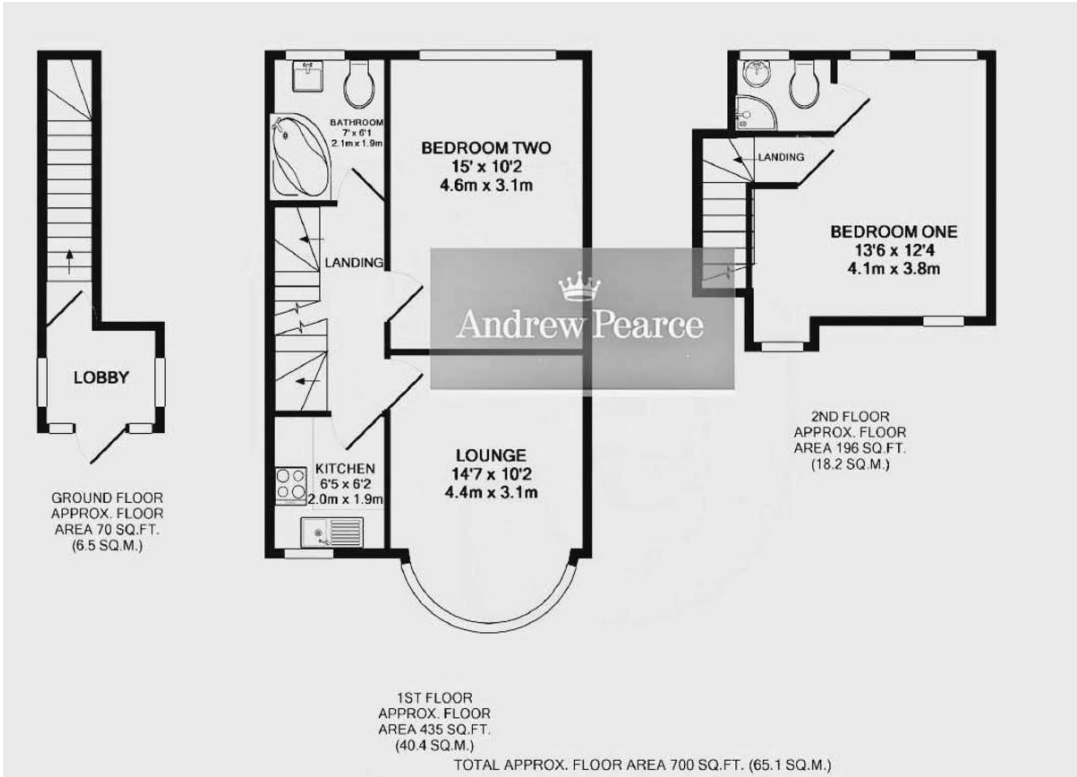 BATHROOM
7' x 6'1
2.1m x 1.9m
BEDROOM TWO
15' x 10'2
4.6m x 3.1m
LANDING
LANDING
BEDROOM ONE
13'6 x 12'4
4.1m x 3.8m
Andrew Pearce
LOBBY
KITCHEN
6'5 x 6'2
2.0m x 1.9m
LOUNGE
14'7 x 10'2
4.4m x 3.1m
GROUND FLOOR
APPROX. FLOOR
AREA 70 SQ.FT.
(6.5 SQ.M.)
2ND FLOOR
APPROX. FLOOR
AREA 196 SQ.FT.
(18.2 SQ.M.)
1ST FLOOR
APPROX. FLOOR
AREA 435 SQ.FT.
(40.4 SQ.M.)
TOTAL APPROX. FLOOR AREA 700 SQ.FT. (65.1 SQ.M.)